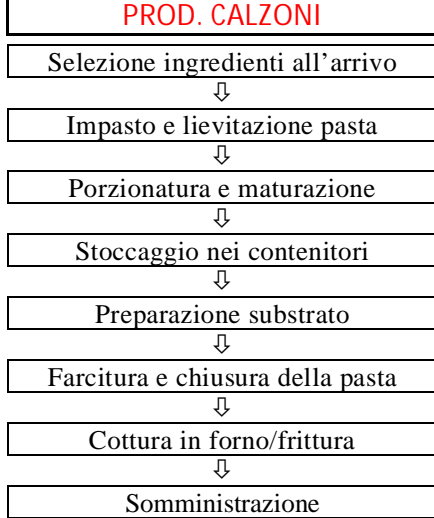 PROD. CALZONI
Selezione ingredienti all’arrivo
⇩
Impasto e lievitazione pasta
⇩
Porzionatura e maturazione
⇩
Stoccaggio nei contenitori
⇩
Preparazione substrato
⇩
Farcitura e chiusura della pasta
⇩
Cottura in forno/frittura
⇩
Somministrazione